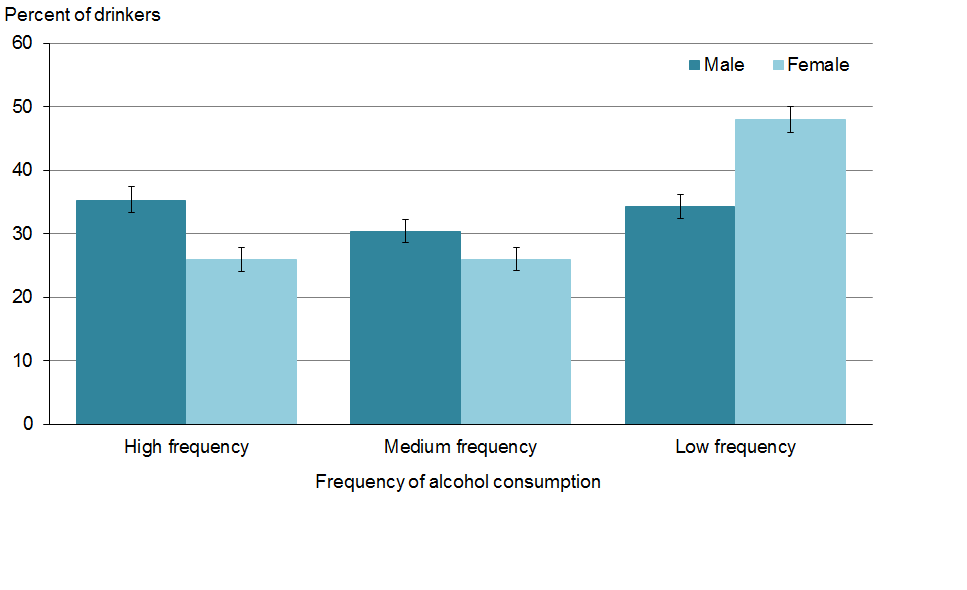 Percent of drinkers
60
Male Female
50
40
30
20
10
0
High frequency Medium frequency Low frequency
Frequency of alcohol consumption